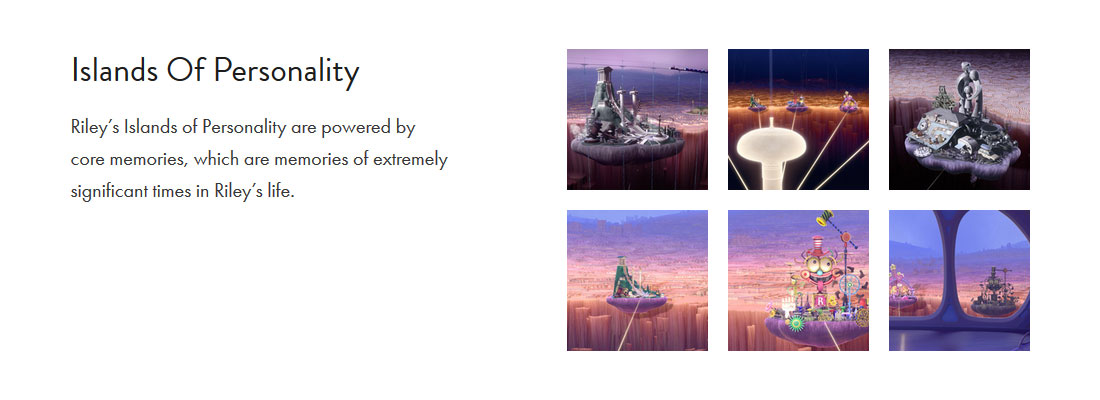 Islands Of Personality
Riley’s Islands of Personality are powered by
core memories, which are memories of extremely
significant times in Riley’s life.
R